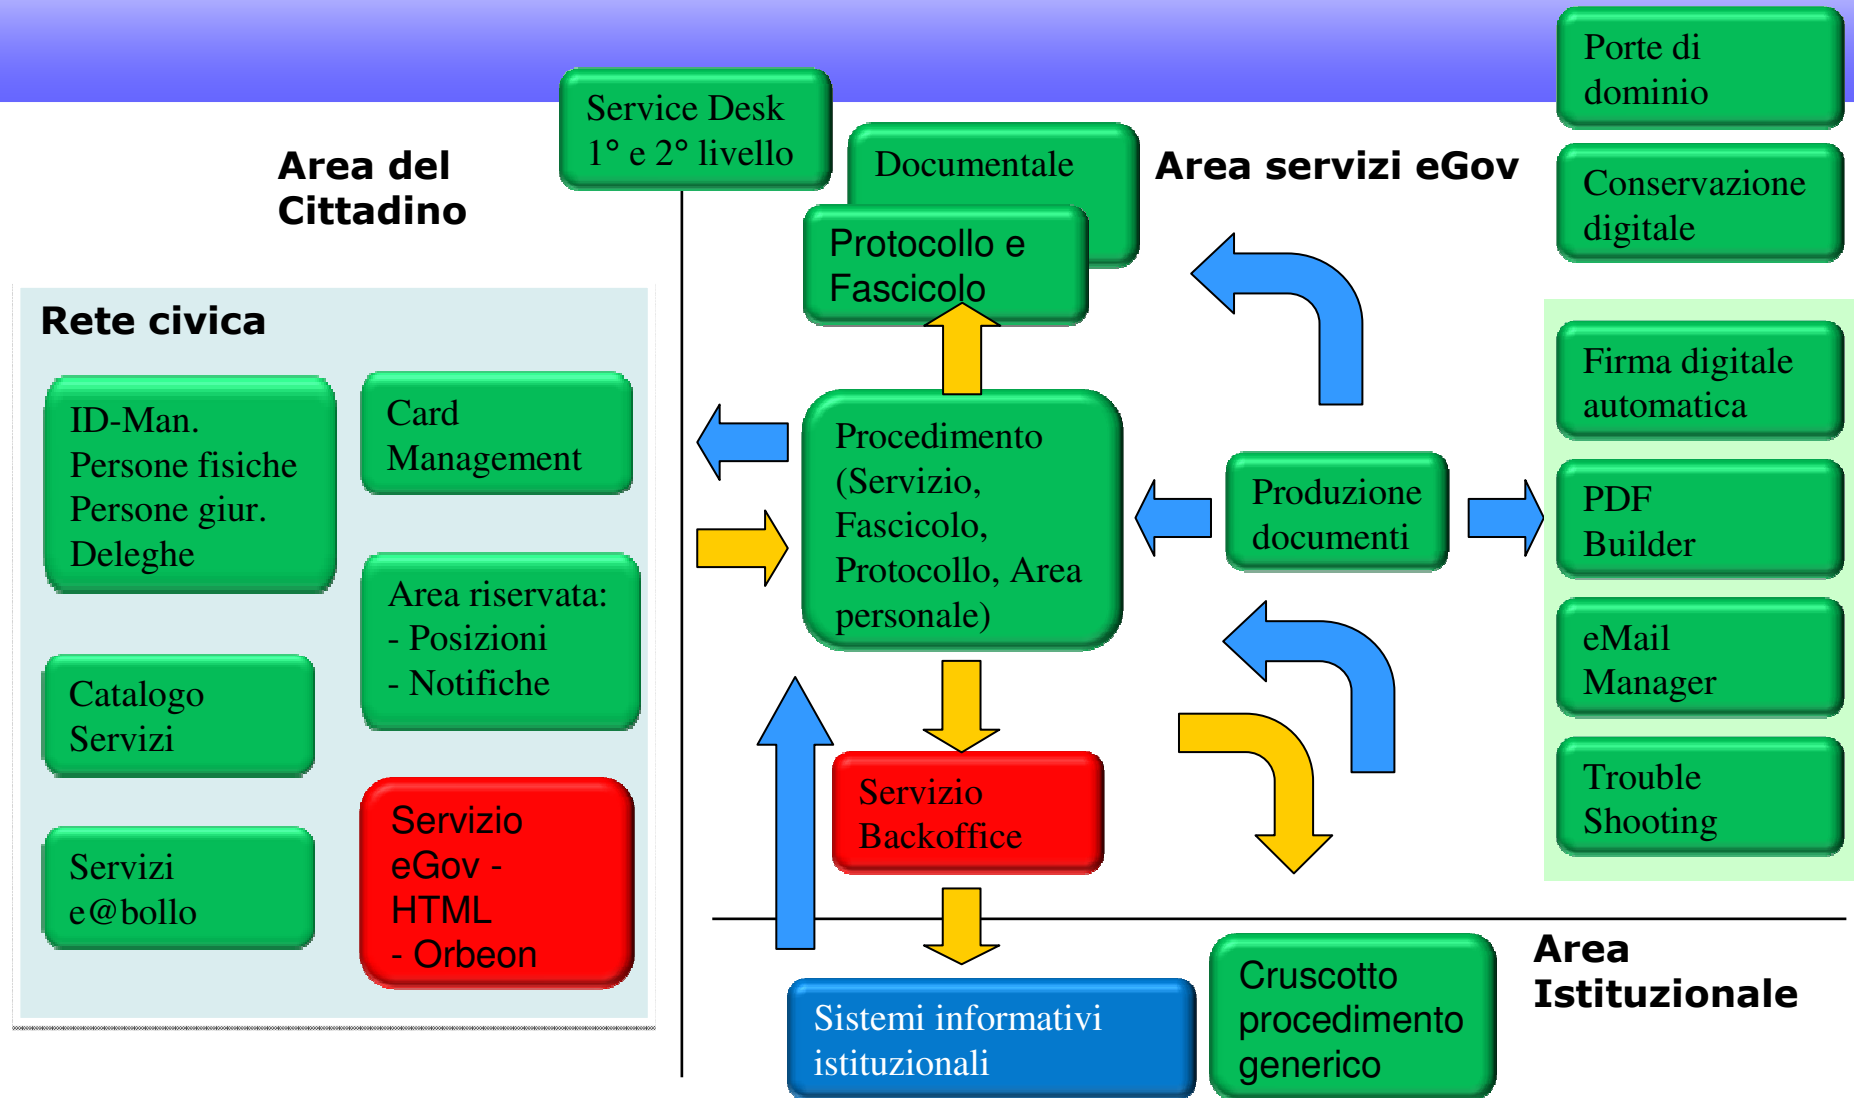 Porte di
dominio
Service Desk
1° e 2° livello
Area del
Cittadino
Documentale
Area servizi eGov
Conservazione
digitale
Protocollo e
Fascicolo
Rete civica
ID-Man.
Persone fisiche
Persone giur.
Deleghe
Card
Management
Area riservata:
- Posizioni
- Notifiche
Catalogo
Servizi
Servizi
e@bollo
Servizio
eGov -
HTML
- Orbeon
Procedimento
(Servizio,
Fascicolo,
Protocollo, Area
personale)
Produzione
documenti
Firma digitale
automatica
PDF
Builder
eMail
Manager
Trouble
Shooting
Servizio
Backoffice
Area
Istituzionale
Sistemi informativi
istituzionali
Cruscotto
procedimento
generico